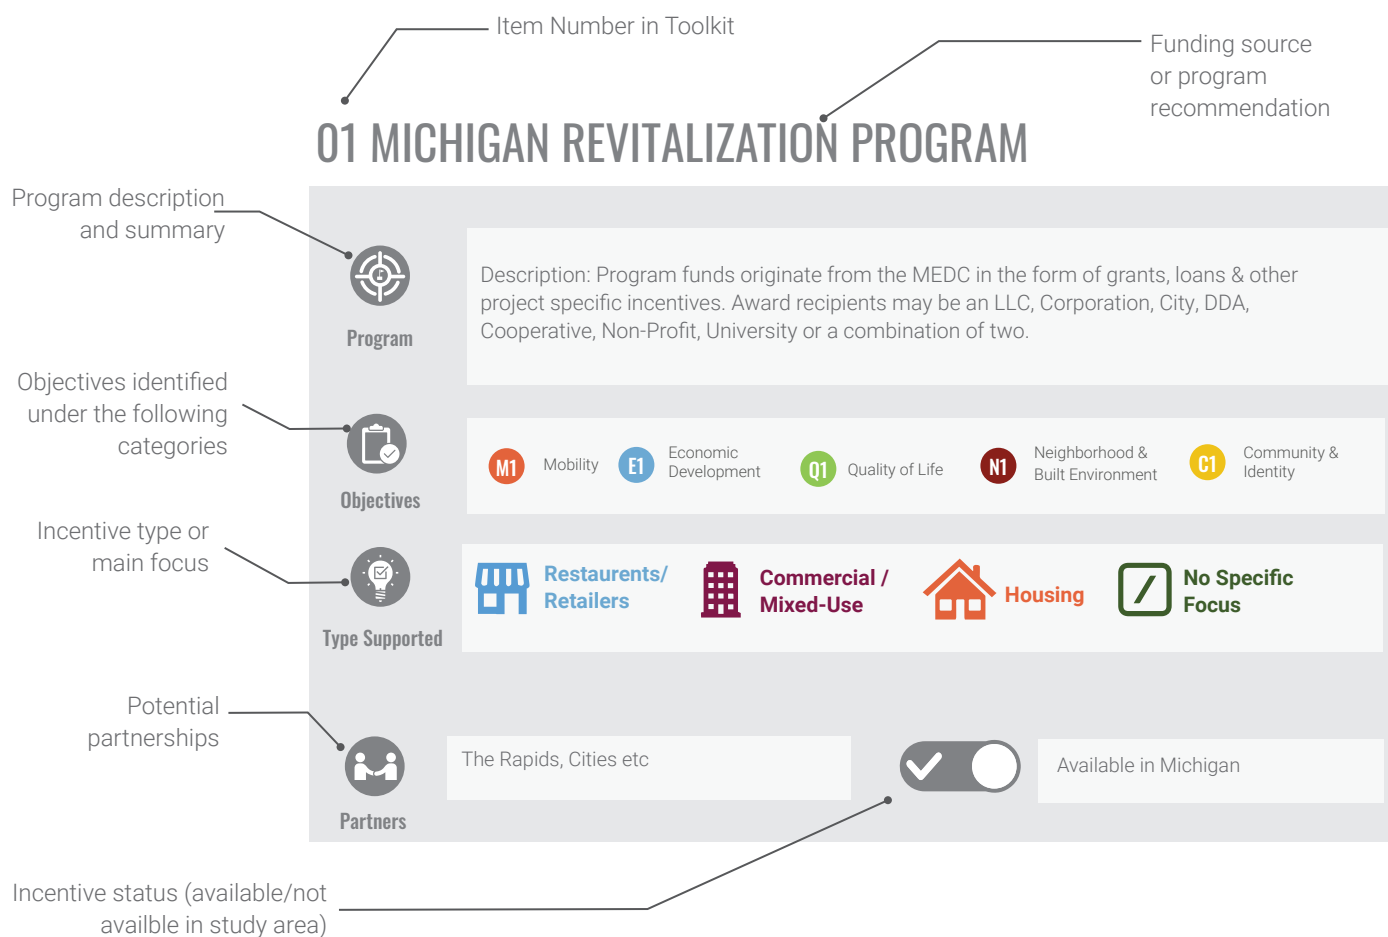 Item Number in Toolkit
Funding source
or program
recommendation
01 MICHIGAN REVITALIZATION PROGRAM
Program description
and summary
Program
Description: Program funds originate from the MEDC in the form of grants, loans & other
project specific incentives. Award recipients may be an LLC, Corporation, City, DDA,
Cooperative, Non-Profit, University or a combination of two.
Objectives identified
under the following
categories
Objectives
M1
Mobility
E1
Economic
Development
Q1
Quality of Life
N1
Neighborhood &
Built Environment
C1
Community &
Identity
Incentive type or
main focus
Type Supported
Restaurents/
Retailers
Commercial /
Mixed-Use
Housing
No Specific
Focus
Potential
partnerships
Partners
The Rapids, Cities etc
Available in Michigan
Incentive status (available/not
availble in study area)